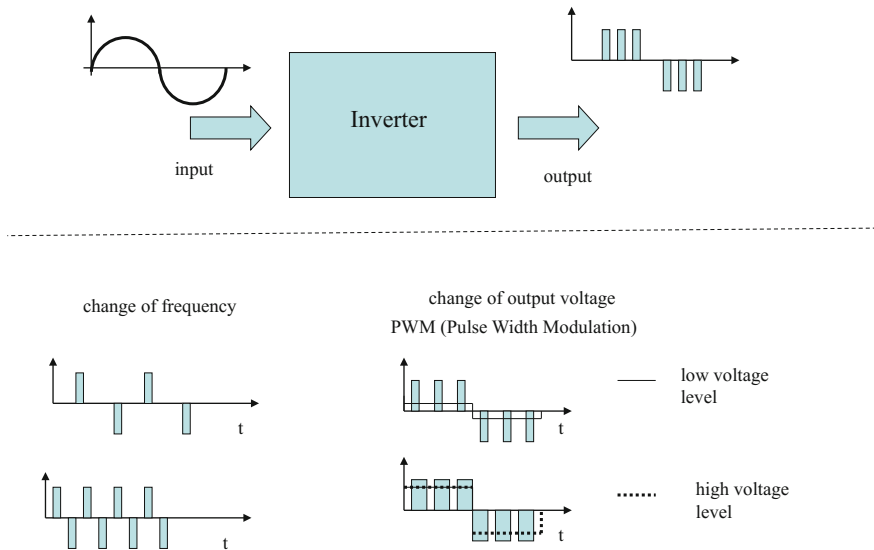 Inverter
input
output
change of frequency
change of output voltage
PWM (Pulse Width Modulation)
low voltage
level
t
t
high voltage
level
t
t